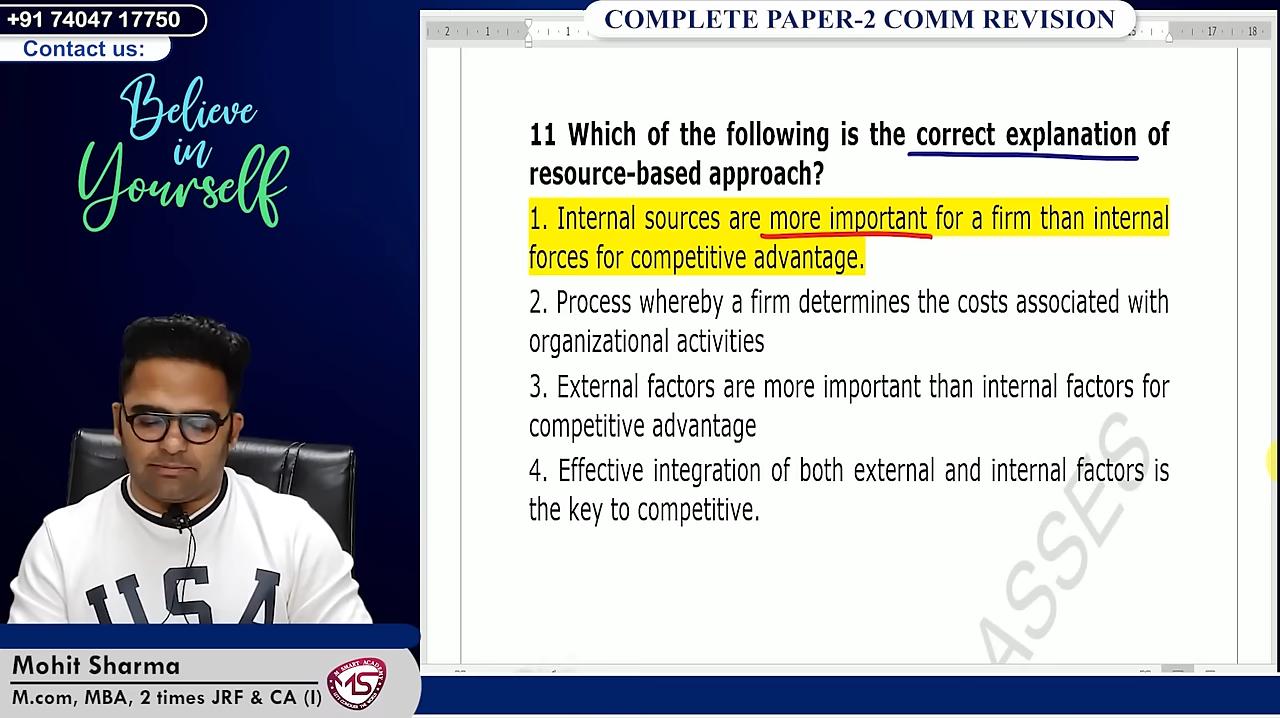 +91 74047 17750
Contact us:
COMPLETE PAPER-2 COMM REVISION
Believe
in
Yourself
11 Which of the following is the correct explanation of
resource-based approach?
1. Internal sources are more important for a firm than internal
forces for competitive advantage.
2. Process whereby a firm determines the costs associated with
organizational activities
3. External factors are more important than internal factors for
competitive advantage
4. Effective integration of both external and internal factors is
the key to competitive.
ASSES
USA
Mohit Sharma
M.com, MBA, 2 times JRF & CA (I)